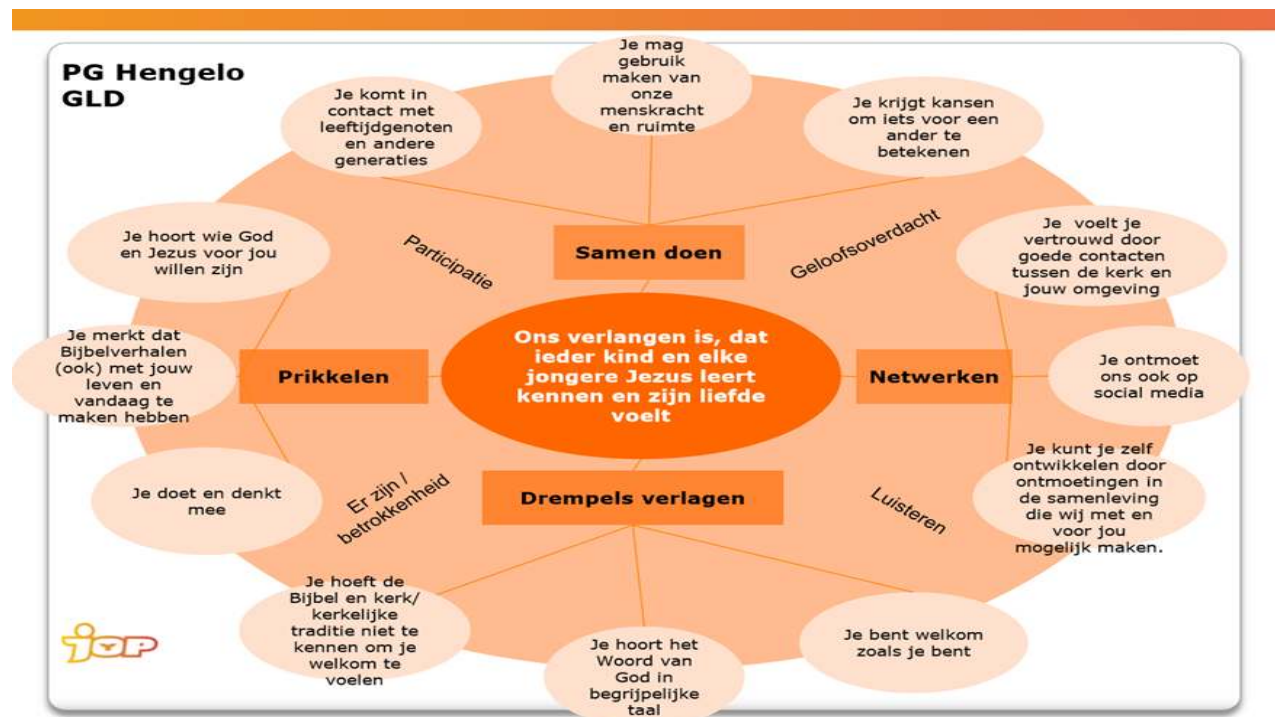 PG Hengelo
GLD
Je mag
gebruik
maken van
onze
menskracht
en ruimte
Je komt in
contact met
leeftijdgenoten
en andere
generaties
Je krijgt kansen
om iets voor een
ander te
betekenen
Je hoort wie God
en Jezus voor jou
willen zijn
Participatie
Samen doen
Geloofsoverdacht
Je voelt je
vertrouwd door
goede contacten
tussen de kerk en
jouw omgeving
Je merkt dat
Bijbelverhalen
(ook) met jouw
leven en
vandaag te
maken hebben
Prikkelen
Ons verlangen is, dat
ieder kind en elke
jongere Jezus leert
kennen en zijn liefde
voelt
Netwerken
Je ontmoet
ons ook op
social media
Je doet en denkt
mee
Er zijn /
betrokkenheid
Drempels verlagen
Luisteren
Je kunt je zelf
ontwikkelen door
ontmoetingen in
de samenleving
die wij met en
voor jou
mogelijk maken.
Je hoeft de
Bijbel en kerk/
kerkelijke
traditie niet te
kennen om je
welkom te
voelen
Je hoort het
Woord van
God in
begrijpelijke
taal
Je bent welkom
zoals je bent
jop